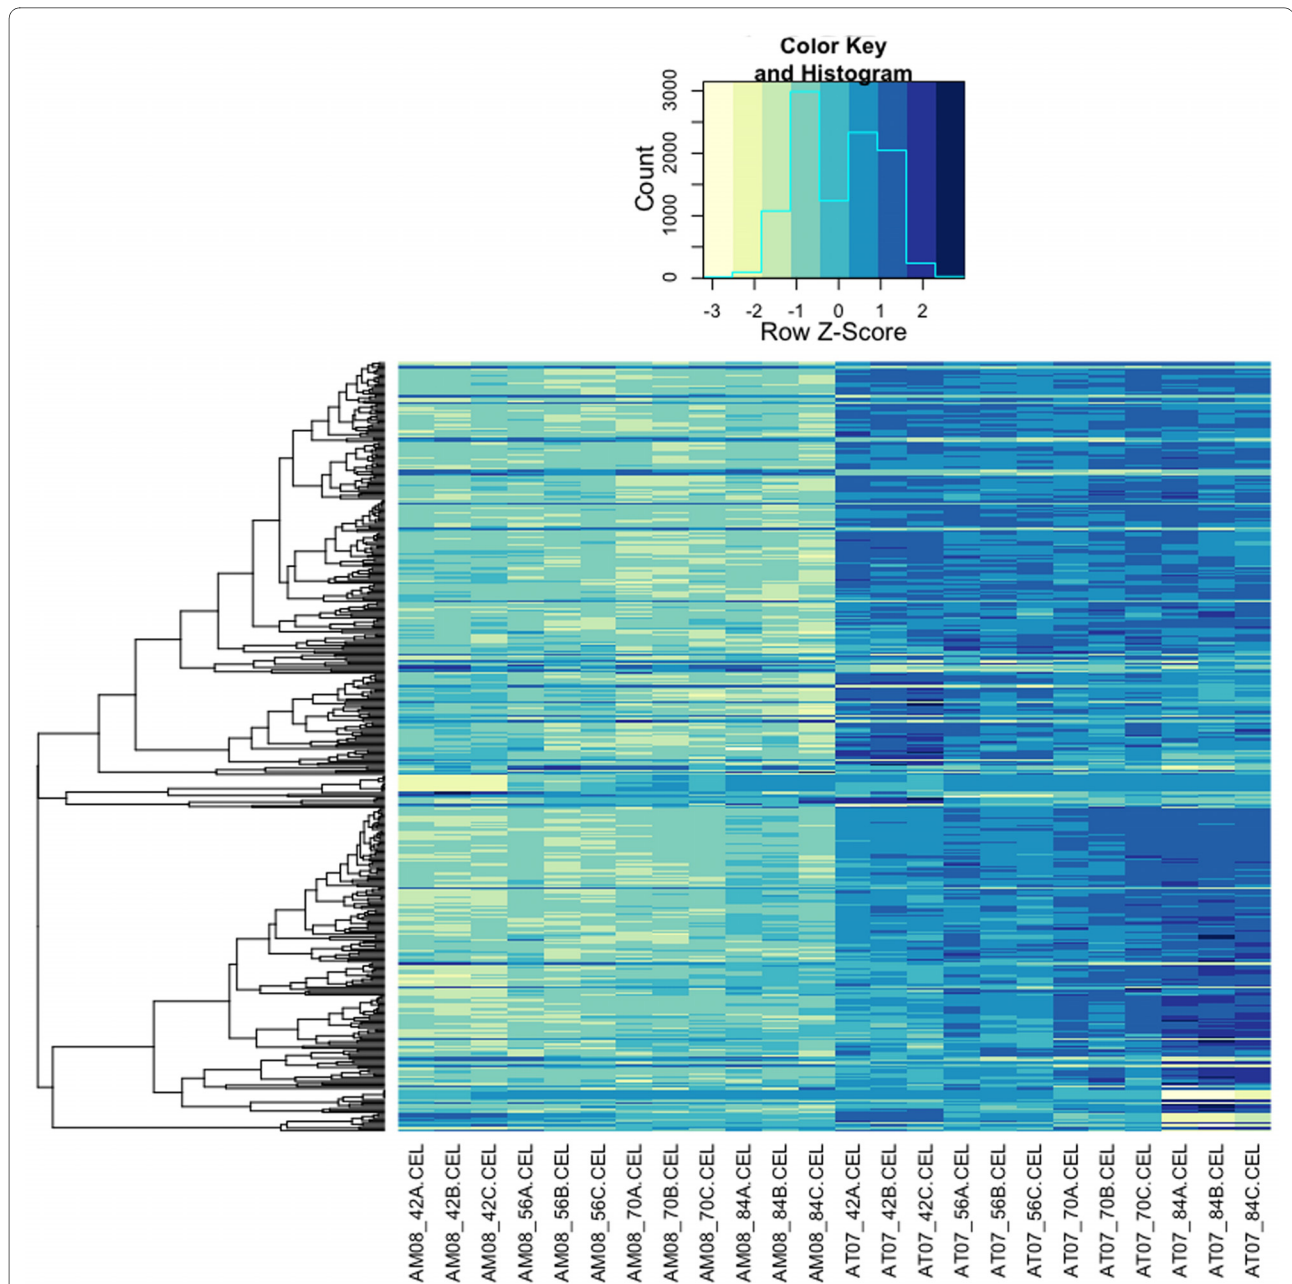 Color Key
and Histogram
3000
2000
1000
0
Count
-3 -2 -1 0 1 2
Row Z-Score
AM08_42A.CEL
AM08_42B.CEL
AM08_42C.CEL
AM08_56A.CEL
AM08_56B.CEL
AM08_56C.CEL
AM08_70A.CEL
AM08_70B.CEL
AM08_70C.CEL
AM08_84A.CEL
AM08_84B.CEL
AM08_84C.CEL
AT07_42A.CEL
AT07_42B.CEL
AT07_42C.CEL
AT07_56A.CEL
AT07_56B.CEL
AT07_56C.CEL
AT07_70A.CEL
AT07_70B.CEL
AT07_70C.CEL
AT07_84A.CEL
AT07_84B.CEL
AT07_84C.CEL